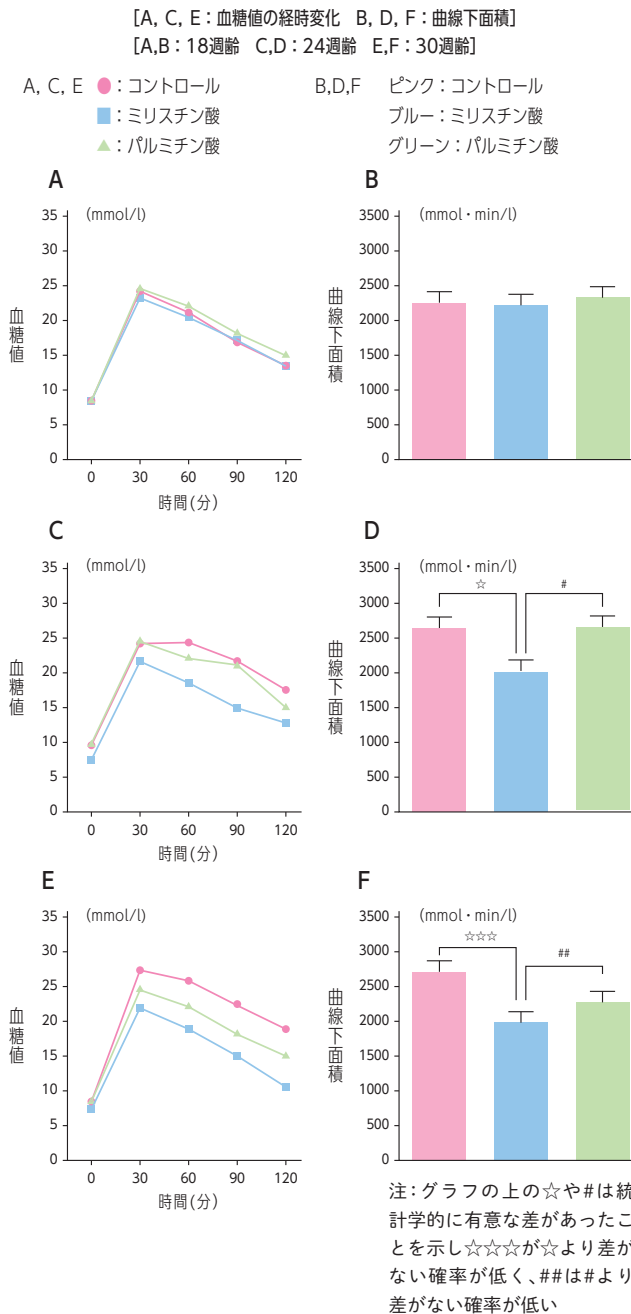 [A, C, E：血糖値の経時変化 B, D, F：曲線下面積]
[A,B：18週齢 C,D：24週齢 E,F：30週齢]
A, C, E ●：コントロール
■：ミリスチン酸
▲：パルミチン酸
B,D,F ピンク：コントロール
ブルー：ミリスチン酸
グリーン：パルミチン酸
A
(mmol/l)
35
30
25
20
15
10
5
0
血糖値
0 30 60 90 120
時間(分)
B
(mmol・min/l)
3500
3000
2500
2000
1500
1000
500
0
曲線下面積
C
(mmol/l)
35
30
25
20
15
10
5
0
血糖値
0 30 60 90 120
時間(分)
D
(mmol・min/l)
3500
3000
2500
2000
1500
1000
500
0
曲線下面積
☆ #
E
(mmol/l)
35
30
25
20
15
10
5
0
血糖値
0 30 60 90 120
時間(分)
F
(mmol・min/l)
3500
3000
2500
2000
1500
1000
500
0
曲線下面積
☆☆☆ ##
注：グラフの上の☆や#は統
計学的に有意な差があったこ
とを示し☆☆☆が☆より差が
ない確率が低く、##は#より
差がない確率が低い